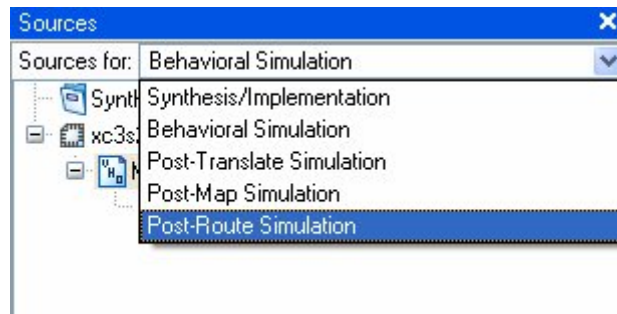 Sources
Sources for: Behavioral Simulation
Synthesis/Implementation
Behavioral Simulation
Post-Translate Simulation
Post-Map Simulation
Post-Route Simulation